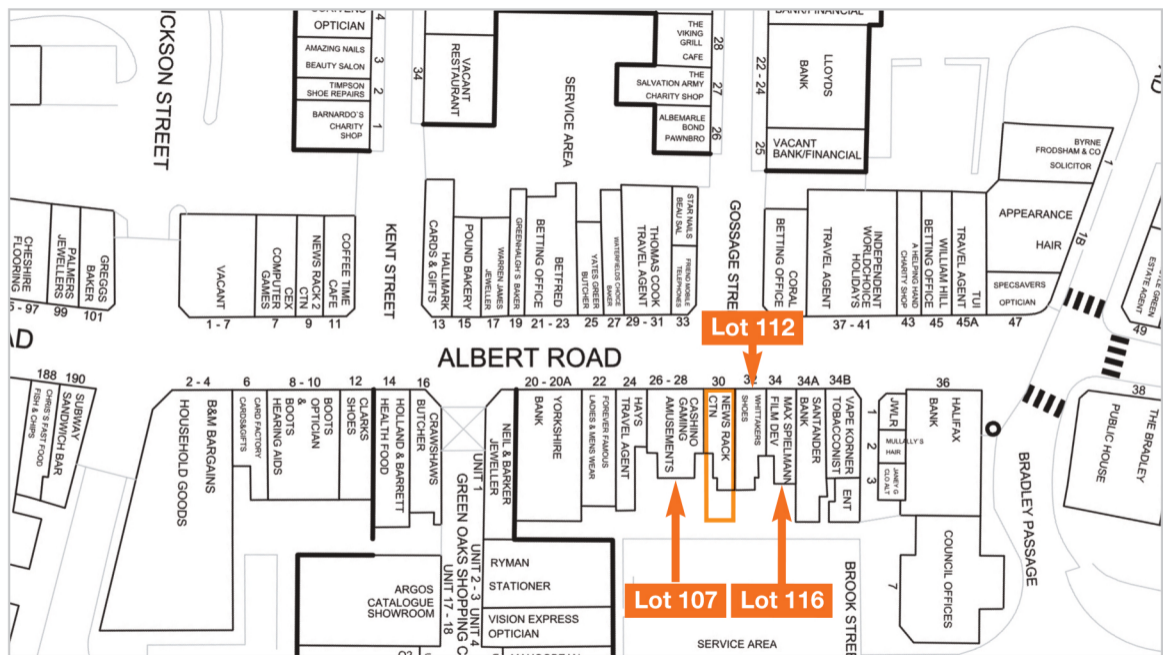 CKSON STREET
OPTICIAN
4
AMAZING NAILS
BEAUTY SALON
3
TIMPSON
SHOE REPAIRS
2
BARNARDO'S
CHARITY
SHOP
1
34
VACANT
RESTAURANT
SERVICE AREA
THE
VIKING
GRILL
CAFE
28
THE
SALVATION ARMY
CHARITY SHOP
27
ALBEMARLE
BOND
PAWNBRO
26
BANK/FINANCIAL
22 - 24
LLOYDS
BANK
25
VACANT
BANK/FINANCIAL
BYRNE
FRODSHAM & CO
SOLICITOR
1
APPEARANCE
HAIR
1B
SPECSAVERS
OPTICIAN
47
CHESHIRE
FLOORING
- 97
PALMERS
JEWELLERS
99
GREGGS
BAKER
101
VACANT
1 - 7
CEX
COMPUTER
GAMES
7
NEWS RACK 2
CTN
9
COFFEE TIME
CAFE
11
KENT STREET
HALLMARK
CARDS & GIFTS
13
POUND BAKERY
15
WARREN JAMES
JEWELLER
17
GREENHALGH'S BAKER
19
BETFRED
BETTING OFFICE
21 - 23
YATES GREER
BUTCHER
25
WATERFIELDS CHOICE
BAKER
27
THOMAS COOK
TRAVEL AGENT
29 - 31
STAR NAILS
BEAU SAL
FRIEND MOBILE
TELEPHONES
33
GOSSAGE STRE
CORAL
BETTING OFFICE
INDEPENDENT
WORLDCHOICE
HOLIDAYS
TRAVEL AGENT
37 - 41
A HELPING HAND
CHARITY SHOP
43
WILLIAM HILL
BETTING OFFICE
45
TUI
TRAVEL AGENT
45A
GREEN
ESTATE AGENT
49
Lot 112
ALBERT ROAD
AD
188
CHRIS'S FAST FOOD
FISH & CHIPS
190
SUBWAY
SANDWICH BAR
2 - 4
B&M BARGAINS
HOUSEHOLD GOODS
6
CARD FACTORY
CARDS&GIFTS
8 - 10
BOOTS
OPTICIAN
BOOTS
&
HEARING AIDS
12
CLARKS
SHOES
14
HOLLAND & BARRETT
HEALTH FOOD
16
CRAWSHAWS
BUTCHER
GREEN OAKS SHOPPING C
UNIT 1
NEIL & BARKER
JEWELLER
20 - 20A
YORKSHIRE
BANK
22
FOREVER FAMOUS
LADIES & MENS WEAR
24
HAYS
TRAVEL AGENT
26 - 28
CASHINO
GAMING
AMUSEMENTS
30
NEWS RACK
CTN
WHITTAKERS
SHOES
34
MAX SPIELMANN
FILM DEV
34A
SANTANDER
BANK
34B
VAPE KORNER
TOBACCONIST
ENT
1
JWLR
2
MULLALLY'S
HAIR
3
JANEY G
CLO ALT
36
HALIFAX
BANK
7
COUNCIL OFFICES
BRADLEY PASSAGE
38
THE BRADLEY
PUBLIC HOUSE
Lot 107
Lot 116
ARGOS
CATALOGUE
SHOWROOM
UNIT 17 - 18
UNIT 2 - 3
UNIT 4
RYMAN
STATIONER
VISION EXPRESS
OPTICIAN
SERVICE AREA
BROOK STREE